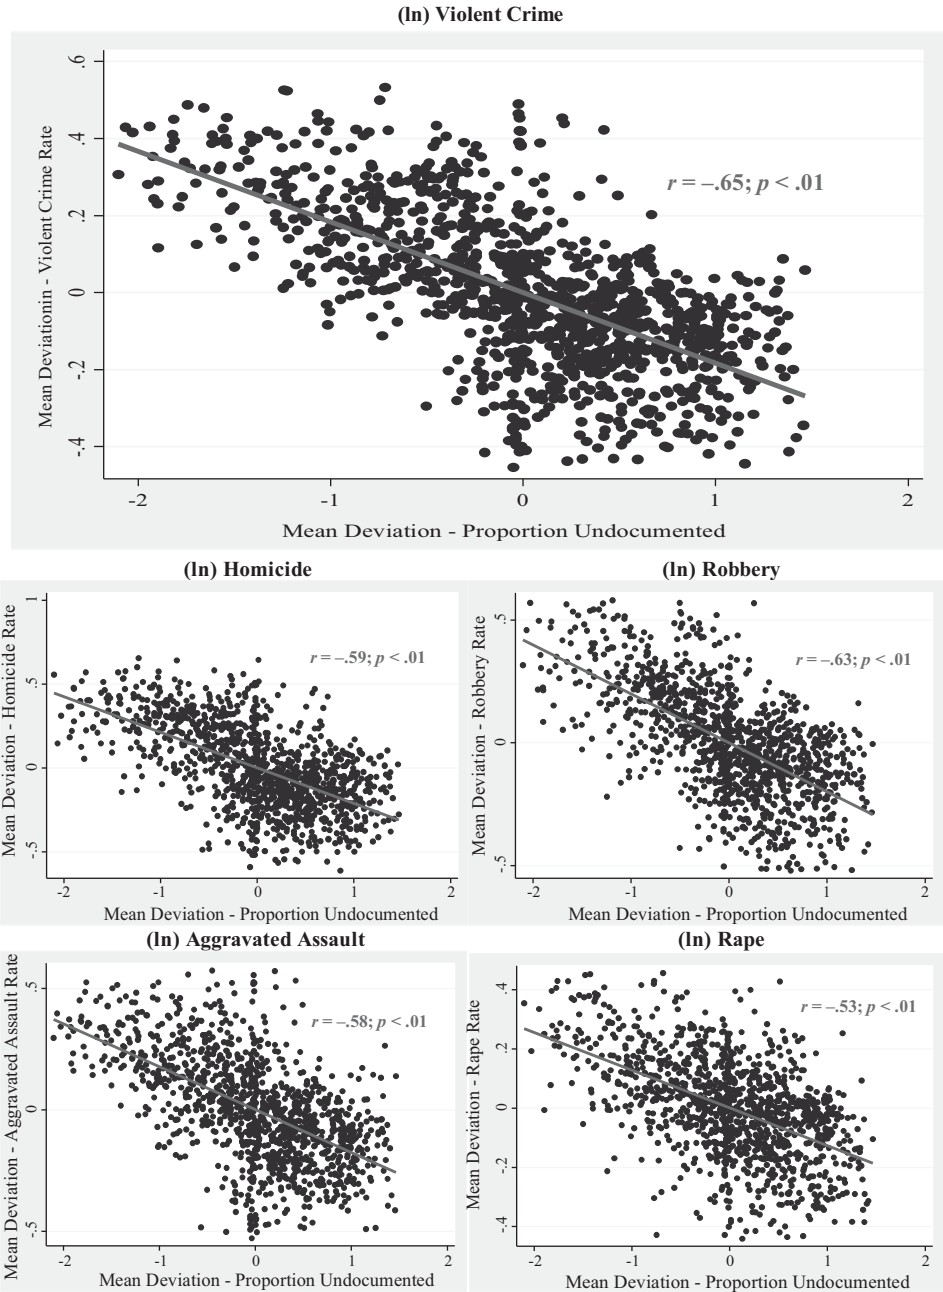 (ln) Violent Crime
Mean Deviationin - Violent Crime Rate
.6
.4
.2
0
-.2
-.4
r = –.65; p < .01
-2 -1 0 1 2
Mean Deviation - Proportion Undocumented
(ln) Homicide
Mean Deviation - Homicide Rate
1
.5
0
-.5
r = –.59; p < .01
-2 -1 0 1 2
Mean Deviation - Proportion Undocumented
(ln) Robbery
Mean Deviation - Robbbery Rate
.5
0
-.5
r = –.63; p < .01
-2 -1 0 1 2
Mean Deviation - Proportion Undocumented
(ln) Aggravated Assault
Mean Deviation - Aggravated Assault Rate
.5
0
-.5
r = –.58; p < .01
-2 -1 0 1 2
Mean Deviation - Proportion Undocumented
(ln) Rape
Mean Deviation - Rape Rate
.4
.2
0
-.2
-.4
r = –.53; p < .01
-2 -1 0 1 2
Mean Deviation - Proportion Undocumented